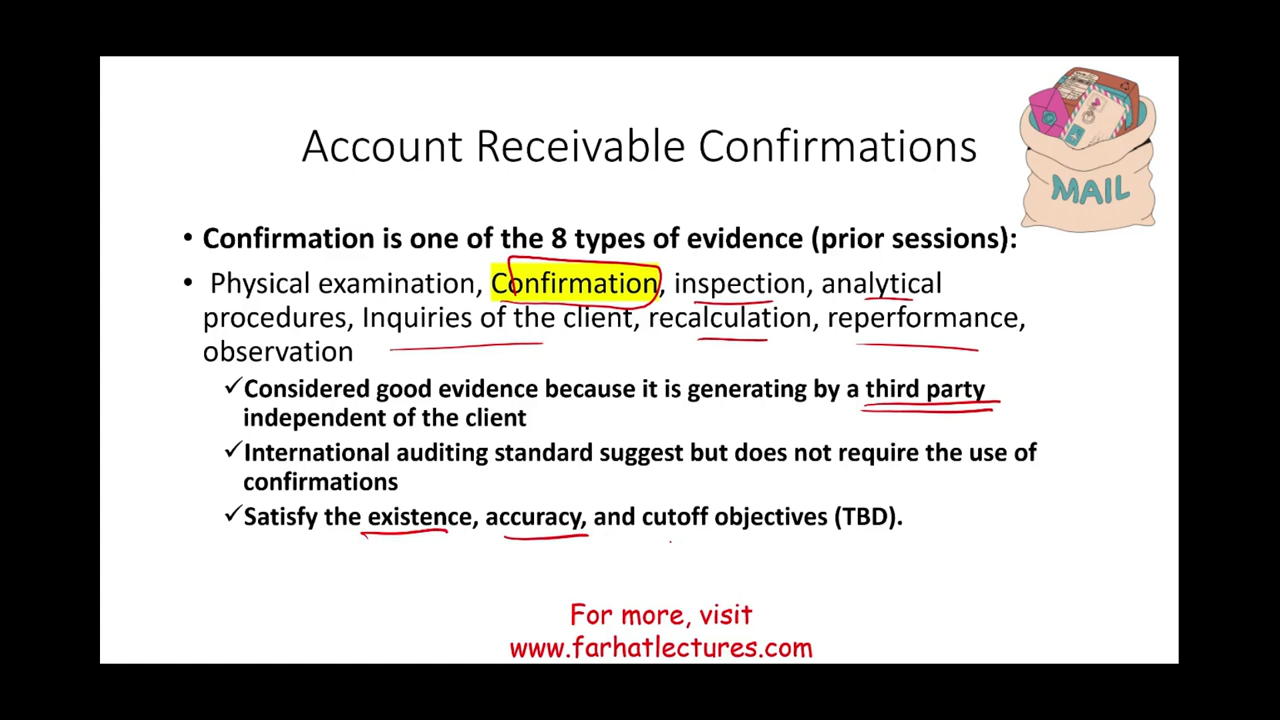 MAIL
Account Receivable Confirmations
• Confirmation is one of the 8 types of evidence (prior sessions):
• Physical examination, Confirmation, inspection, analytical
procedures, Inquiries of the client, recalculation, reperformance,
observation
✓Considered good evidence because it is generating by a third party
independent of the client
✓International auditing standard suggest but does not require the use of
confirmations
✓Satisfy the existence, accuracy, and cutoff objectives (TBD).
For more, visit
www.farhatlectures.com